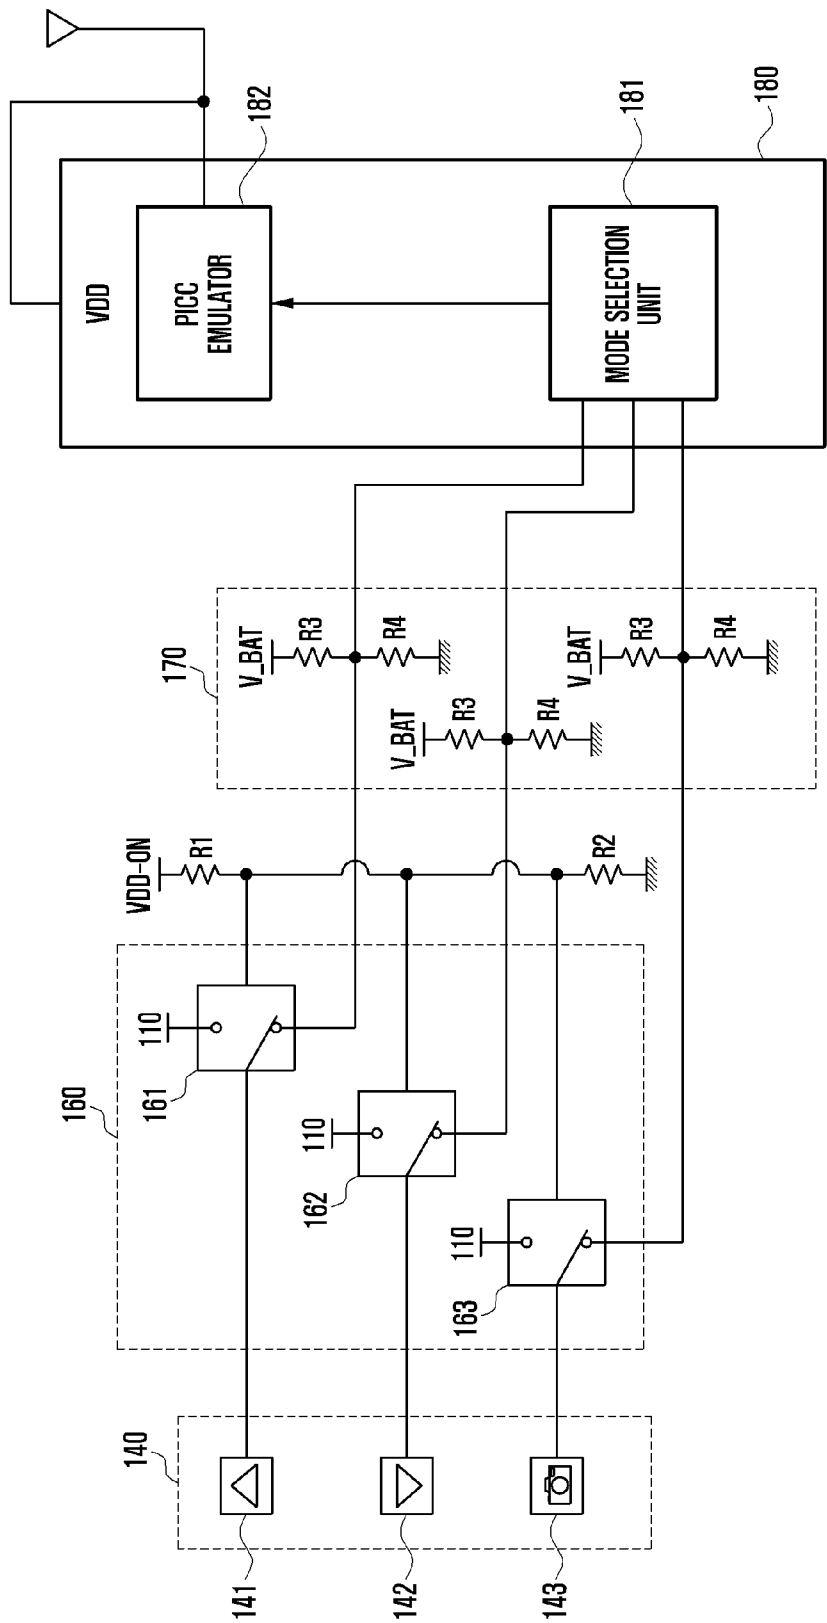 140
141
142
143
160
110
161
110
162
110
163
VDD-ON
R1
R2
170
V_BAT
R3
R4
V_BAT
R3
R4
V_BAT
R3
R4
VDD
PICC
EMULATOR
182
MODE SELECTION
UNIT
181
180